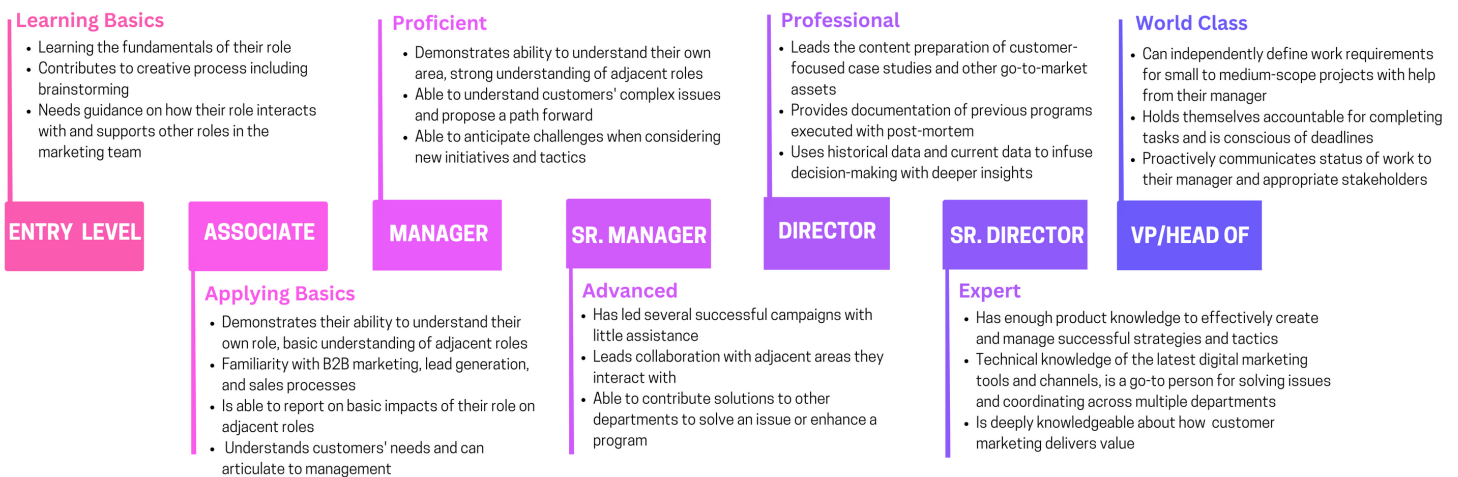 Learning Basics
• Learning the fundamentals of their role
• Contributes to creative process including
brainstorming
• Needs guidance on how their role interacts
with and supports other roles in the
marketing team
Proficient
• Demonstrates ability to understand their own
area, strong understanding of adjacent roles
• Able to understand customers' complex issues
and propose a path forward
• Able to anticipate challenges when considering
new initiatives and tactics
Professional
• Leads the content preparation of customer-
focused case studies and other go-to-market
assets
• Provides documentation of previous programs
executed with post-mortem
• Uses historical data and current data to infuse
decision-making with deeper insights
World Class
• Can independently define work requirements
for small to medium-scope projects with help
from their manager
• Holds themselves accountable for completing
tasks and is conscious of deadlines
• Proactively communicates status of work to
their manager and appropriate stakeholders
ENTRY LEVEL
ASSOCIATE
MANAGER
SR. MANAGER
DIRECTOR
SR. DIRECTOR
VP/HEAD OF
Applying Basics
• Demonstrates their ability to understand their
own role, basic understanding of adjacent roles
• Familiarity with B2B marketing, lead generation,
and sales processes
• Is able to report on basic impacts of their role on
adjacent roles
• Understands customers' needs and can
articulate to management
Advanced
• Has led several successful campaigns with
little assistance
• Leads collaboration with adjacent areas they
interact with
• Able to contribute solutions to other
departments to solve an issue or enhance a
program
Expert
• Has enough product knowledge to effectively create
and manage successful strategies and tactics
• Technical knowledge of the latest digital marketing
tools and channels, is a go-to person for solving issues
and coordinating across multiple departments
• Is deeply knowledgeable about how customer
marketing delivers value